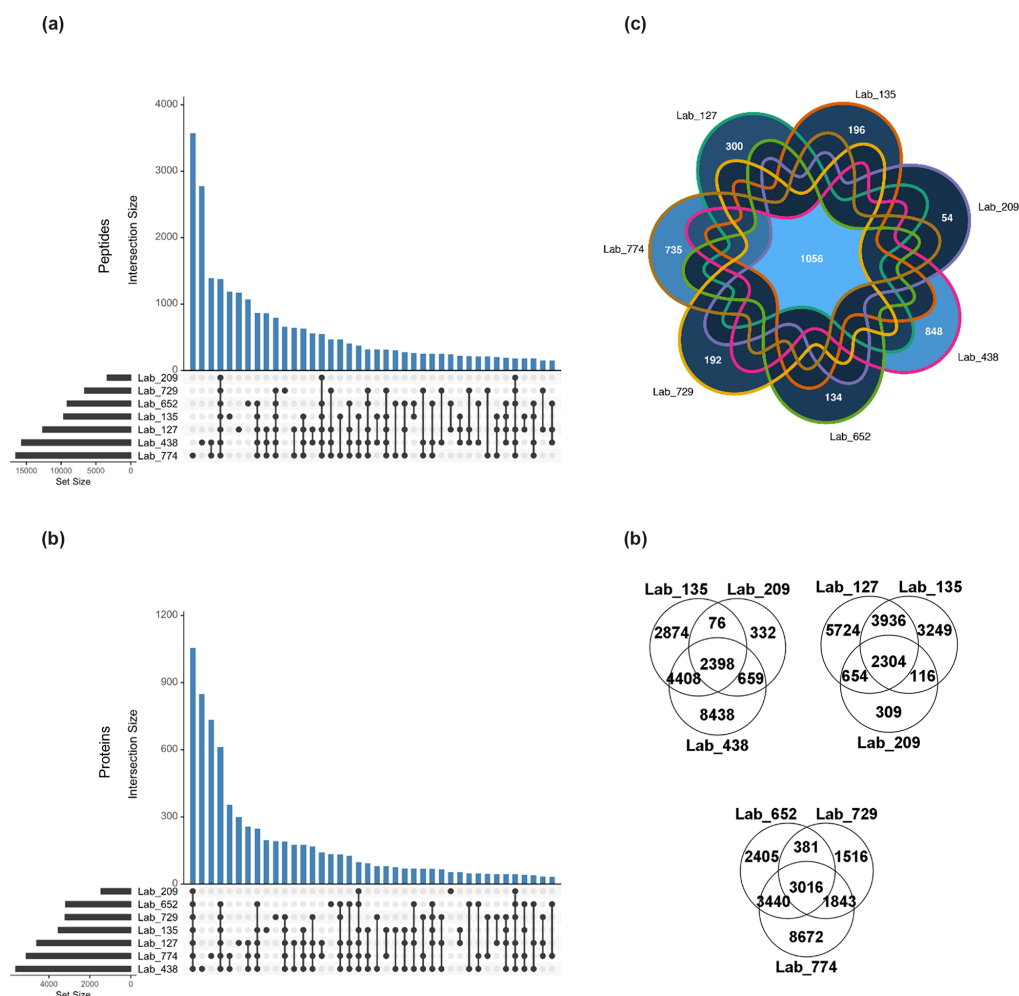 (a)
4000
3000
2000
1000
0
Peptides
Intersection Size
Lab_209
Lab_729
Lab_652
Lab_135
Lab_127
Lab_438
Lab_774
15000 10000 5000 0
Set Size
(c)
Lab_135
Lab_127
196
300
Lab_209
54
Lab_774
735
1056
848
Lab_438
192
Lab_729
134
Lab_652
(b)
1200
900
600
300
0
Proteins
Intersection Size
Lab_209
Lab_652
Lab_729
Lab_135
Lab_127
Lab_774
Lab_438
4000 2000 0
Set Size
(b)
Lab_135 Lab_209
76
2874 332
2398
4408 659
8438
Lab_438
Lab_127 Lab_135
3936
5724 3249
2304
654 116
309
Lab_209
Lab_652 Lab_729
381
2405 1516
3016
3440 1843
8672
Lab_774